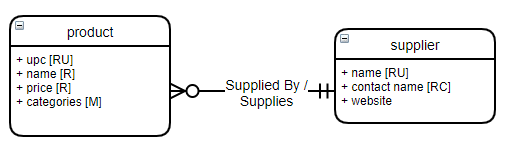 product
+ upc [RU]
+ name [R]
+ price [R]
+ categories [M]
Supplied By /
Supplies
supplier
+ name [RU]
+ contact name [RC]
+ website